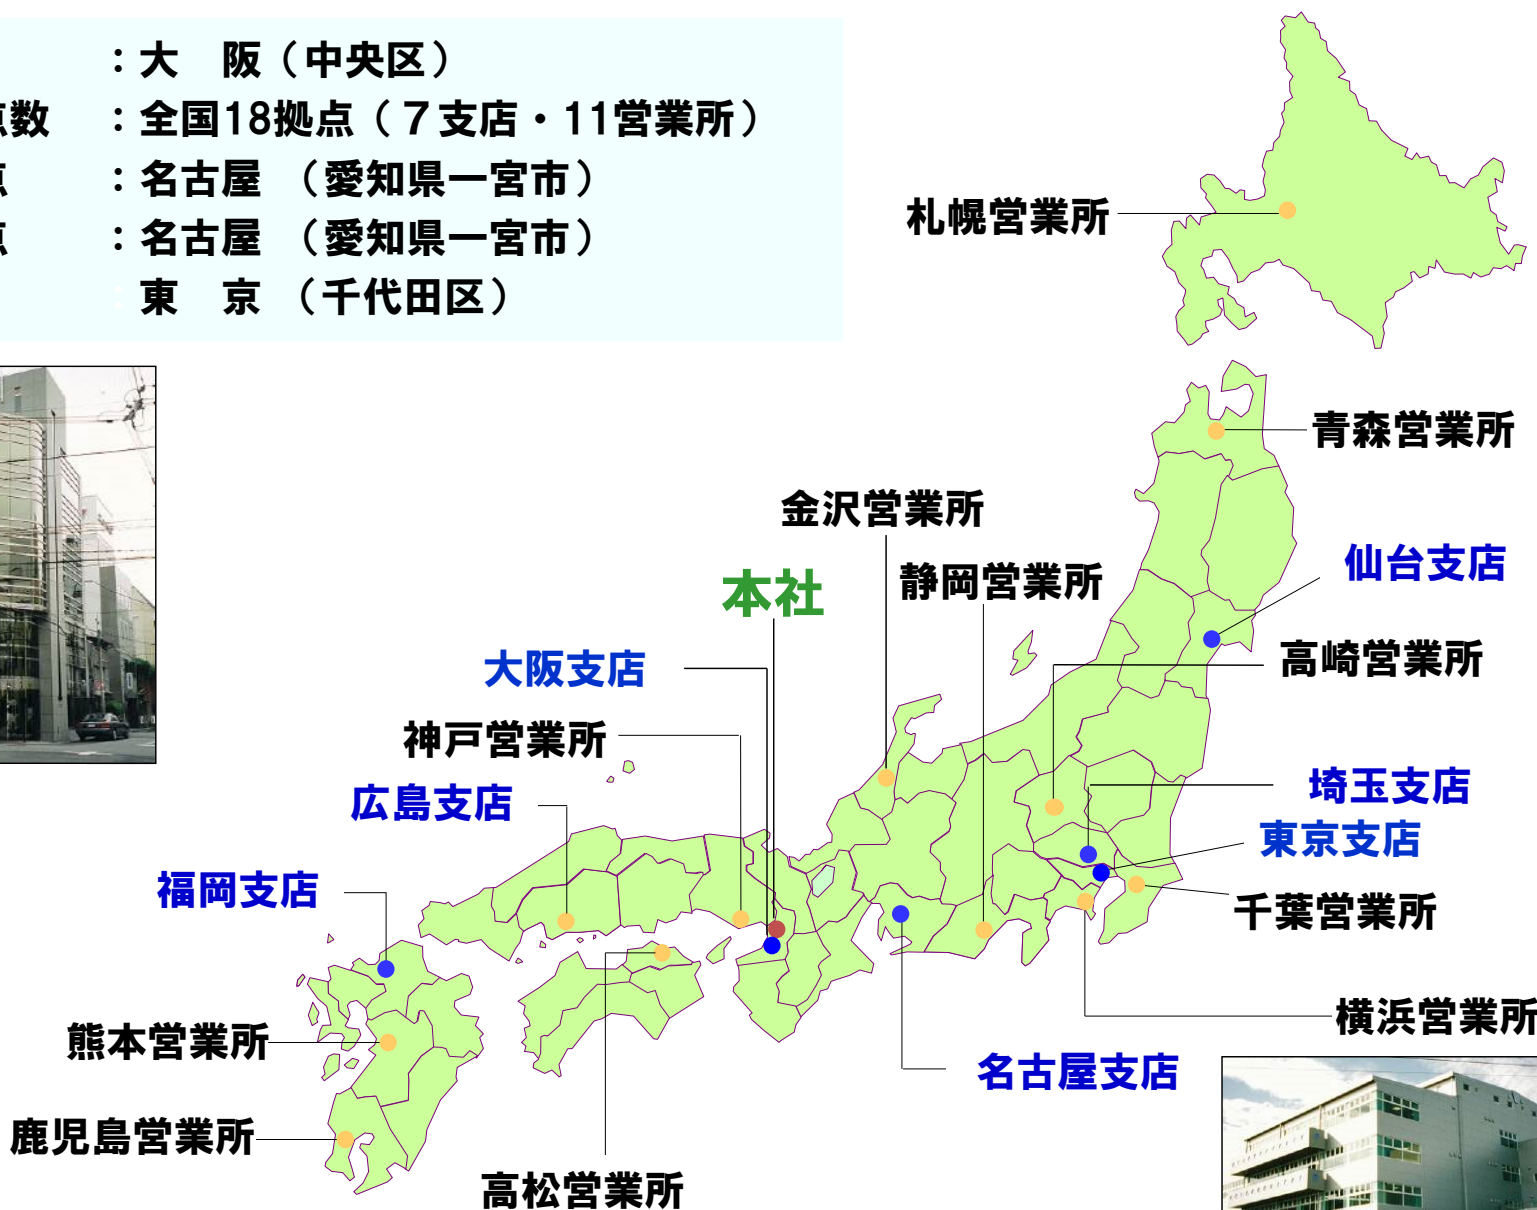 ：大　阪（中央区）
点数　：全国18拠点（７支店・11営業所）
点　：名古屋　（愛知県一宮市）
点　：名古屋　（愛知県一宮市）
：東　京　（千代田区）
札幌営業所
青森営業所
金沢営業所
仙台支店
静岡営業所
本社
高崎営業所
大阪支店
神戸営業所
埼玉支店
広島支店
東京支店
福岡支店
千葉営業所
横浜営業所
熊本営業所
名古屋支店
鹿児島営業所
高松営業所